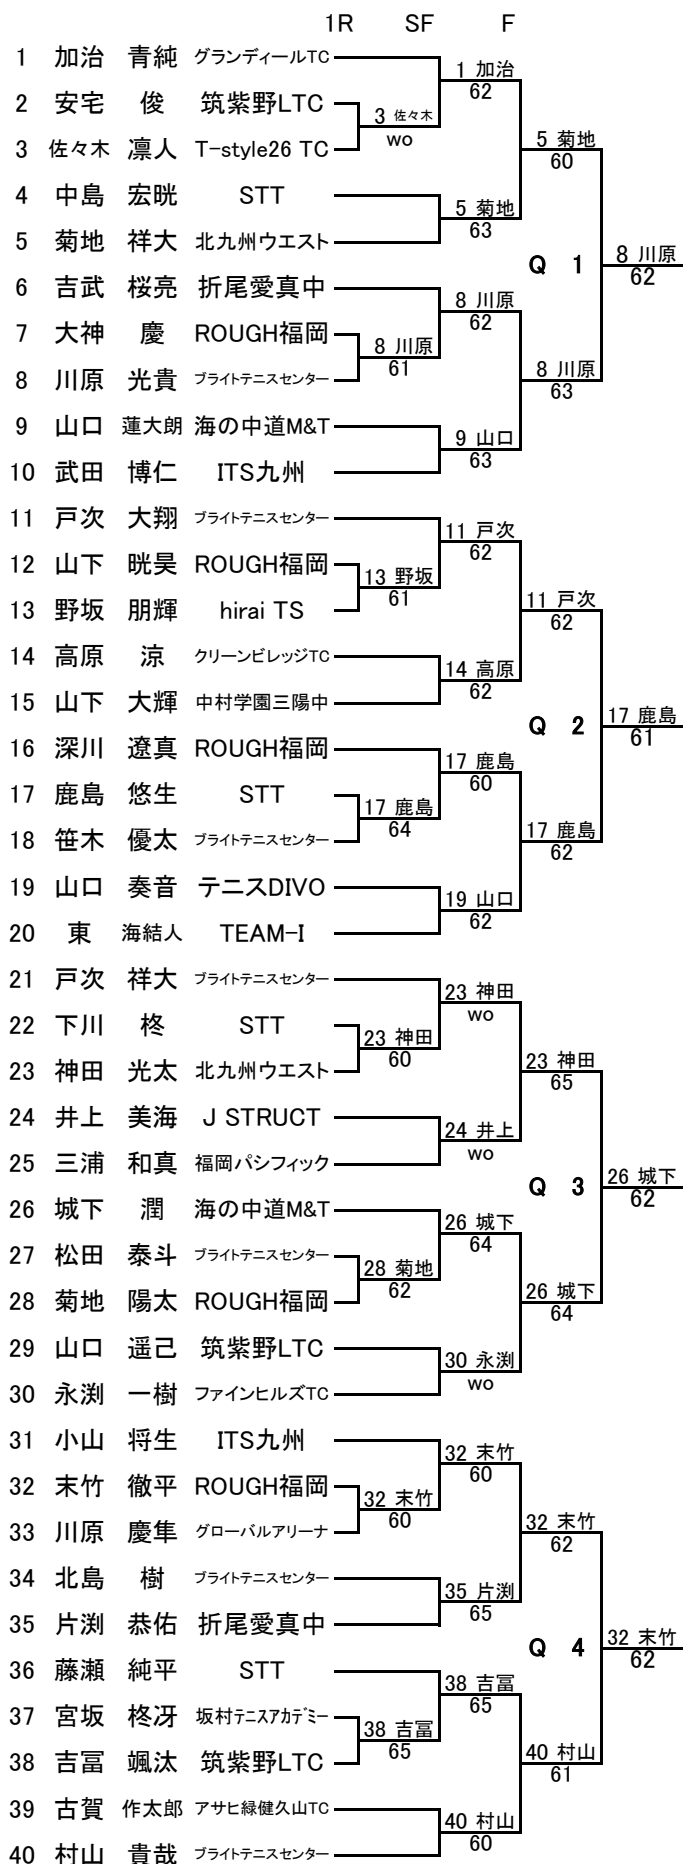 1R SF F
1 加治 青純 グランディールTC
1 加治
62
2 安宅 俊 筑紫野LTC
3 佐々木
wo
3 佐々木 凛人 T-style26 TC
5 菊地
60
4 中島 宏晄 STT
5 菊地
63
5 菊地 祥大 北九州ウエスト
Q 1
8 川原
62
6 吉武 桜亮 折尾愛真中
8 川原
62
7 大神 慶 ROUGH福岡
8 川原
61
8 川原 光貴 ブライトテニスセンター
8 川原
63
9 山口 蓮大朗 海の中道M&T
9 山口
63
10 武田 博仁 ITS九州
11 戸次 大翔 ブライトテニスセンター
11 戸次
62
12 山下 晄昊 ROUGH福岡
13 野坂
61
13 野坂 朋輝 hirai TS
11 戸次
62
14 高原 涼 クリーンビレッジTC
14 高原
62
15 山下 大輝 中村学園三陽中
Q 2
17 鹿島
61
16 深川 遼真 ROUGH福岡
17 鹿島
60
17 鹿島 悠生 STT
17 鹿島
64
18 笹木 優太 ブライトテニスセンター
17 鹿島
62
19 山口 奏音 テニスDIVO
19 山口
62
20 東 海結人 TEAM-I
21 戸次 祥大 ブライトテニスセンター
23 神田
wo
22 下川 柊 STT
23 神田
60
23 神田 光太 北九州ウエスト
23 神田
65
24 井上 美海 J STRUCT
24 井上
wo
25 三浦 和真 福岡パシフィック
Q 3
26 城下
62
26 城下 潤 海の中道M&T
26 城下
64
27 松田 泰斗 ブライトテニスセンター
28 菊地
62
28 菊地 陽太 ROUGH福岡
26 城下
64
29 山口 遥己 筑紫野LTC
30 永渕
wo
30 永渕 一樹 ファインヒルズTC
31 小山 将生 ITS九州
32 末竹
60
32 末竹 徹平 ROUGH福岡
32 末竹
60
33 川原 慶隼 グローバルアリーナ
32 末竹
62
34 北島 樹 ブライトテニスセンター
35 片渕
65
35 片渕 恭佑 折尾愛真中
Q 4
32 末竹
62
36 藤瀬 純平 STT
38 吉冨
65
37 宮坂 柊冴 坂村テニスアカデミー
38 吉冨
65
38 吉冨 颯汰 筑紫野LTC
40 村山
61
39 古賀 作太郎 アサヒ緑健久山TC
40 村山
60
40 村山 貴哉 ブライトテニスセンター